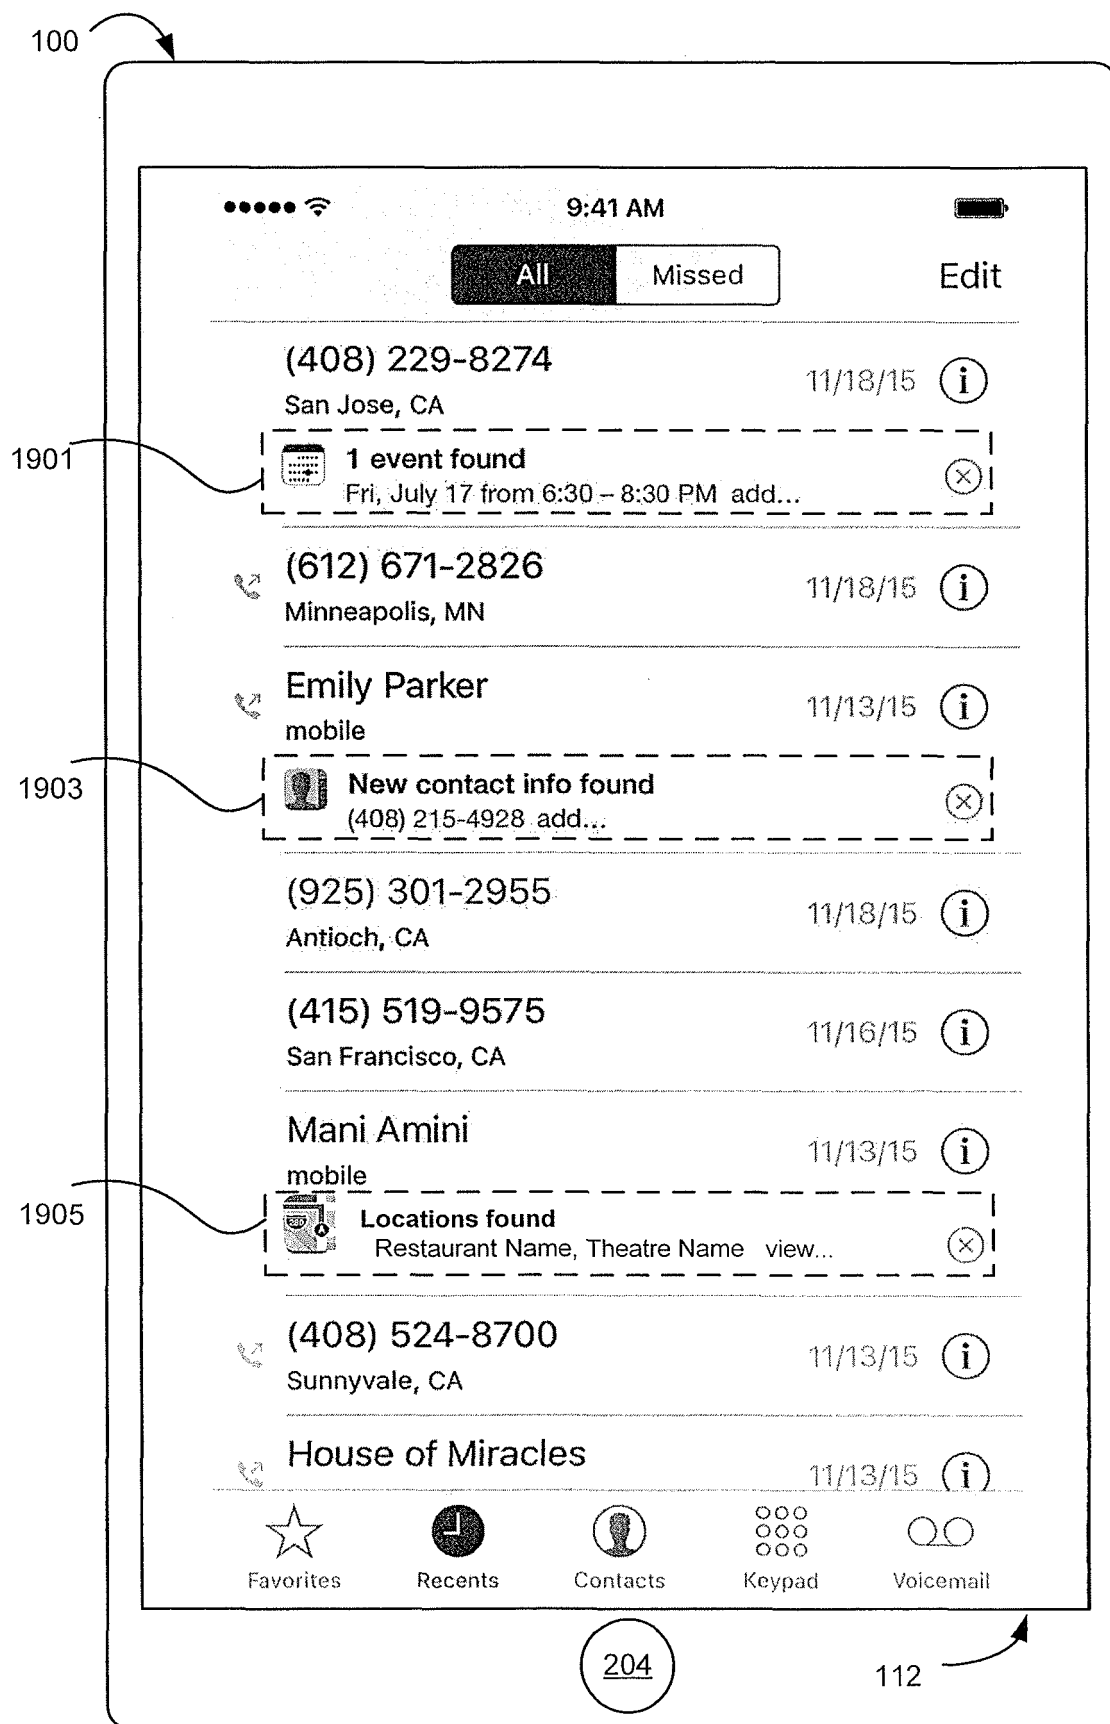 100
9:41 AM
All Missed Edit
(408) 229-8274
11/18/15 i
San Jose, CA
1901
1 event found
Fri, July 17 from 6:30 – 8:30 PM add...
(612) 671-2826
11/18/15 i
Minneapolis, MN
Emily Parker
11/13/15 i
mobile
1903
New contact info found
(408) 215-4928 add...
(925) 301-2955
11/18/15 i
Antioch, CA
(415) 519-9575
11/16/15 i
San Francisco, CA
Mani Amini
11/13/15 i
mobile
1905
280 A
Locations found
Restaurant Name, Theatre Name view...
(408) 524-8700
11/13/15 i
Sunnyvale, CA
House of Miracles
11/13/15 i
Favorites Recents Contacts Keypad Voicemail
204
112